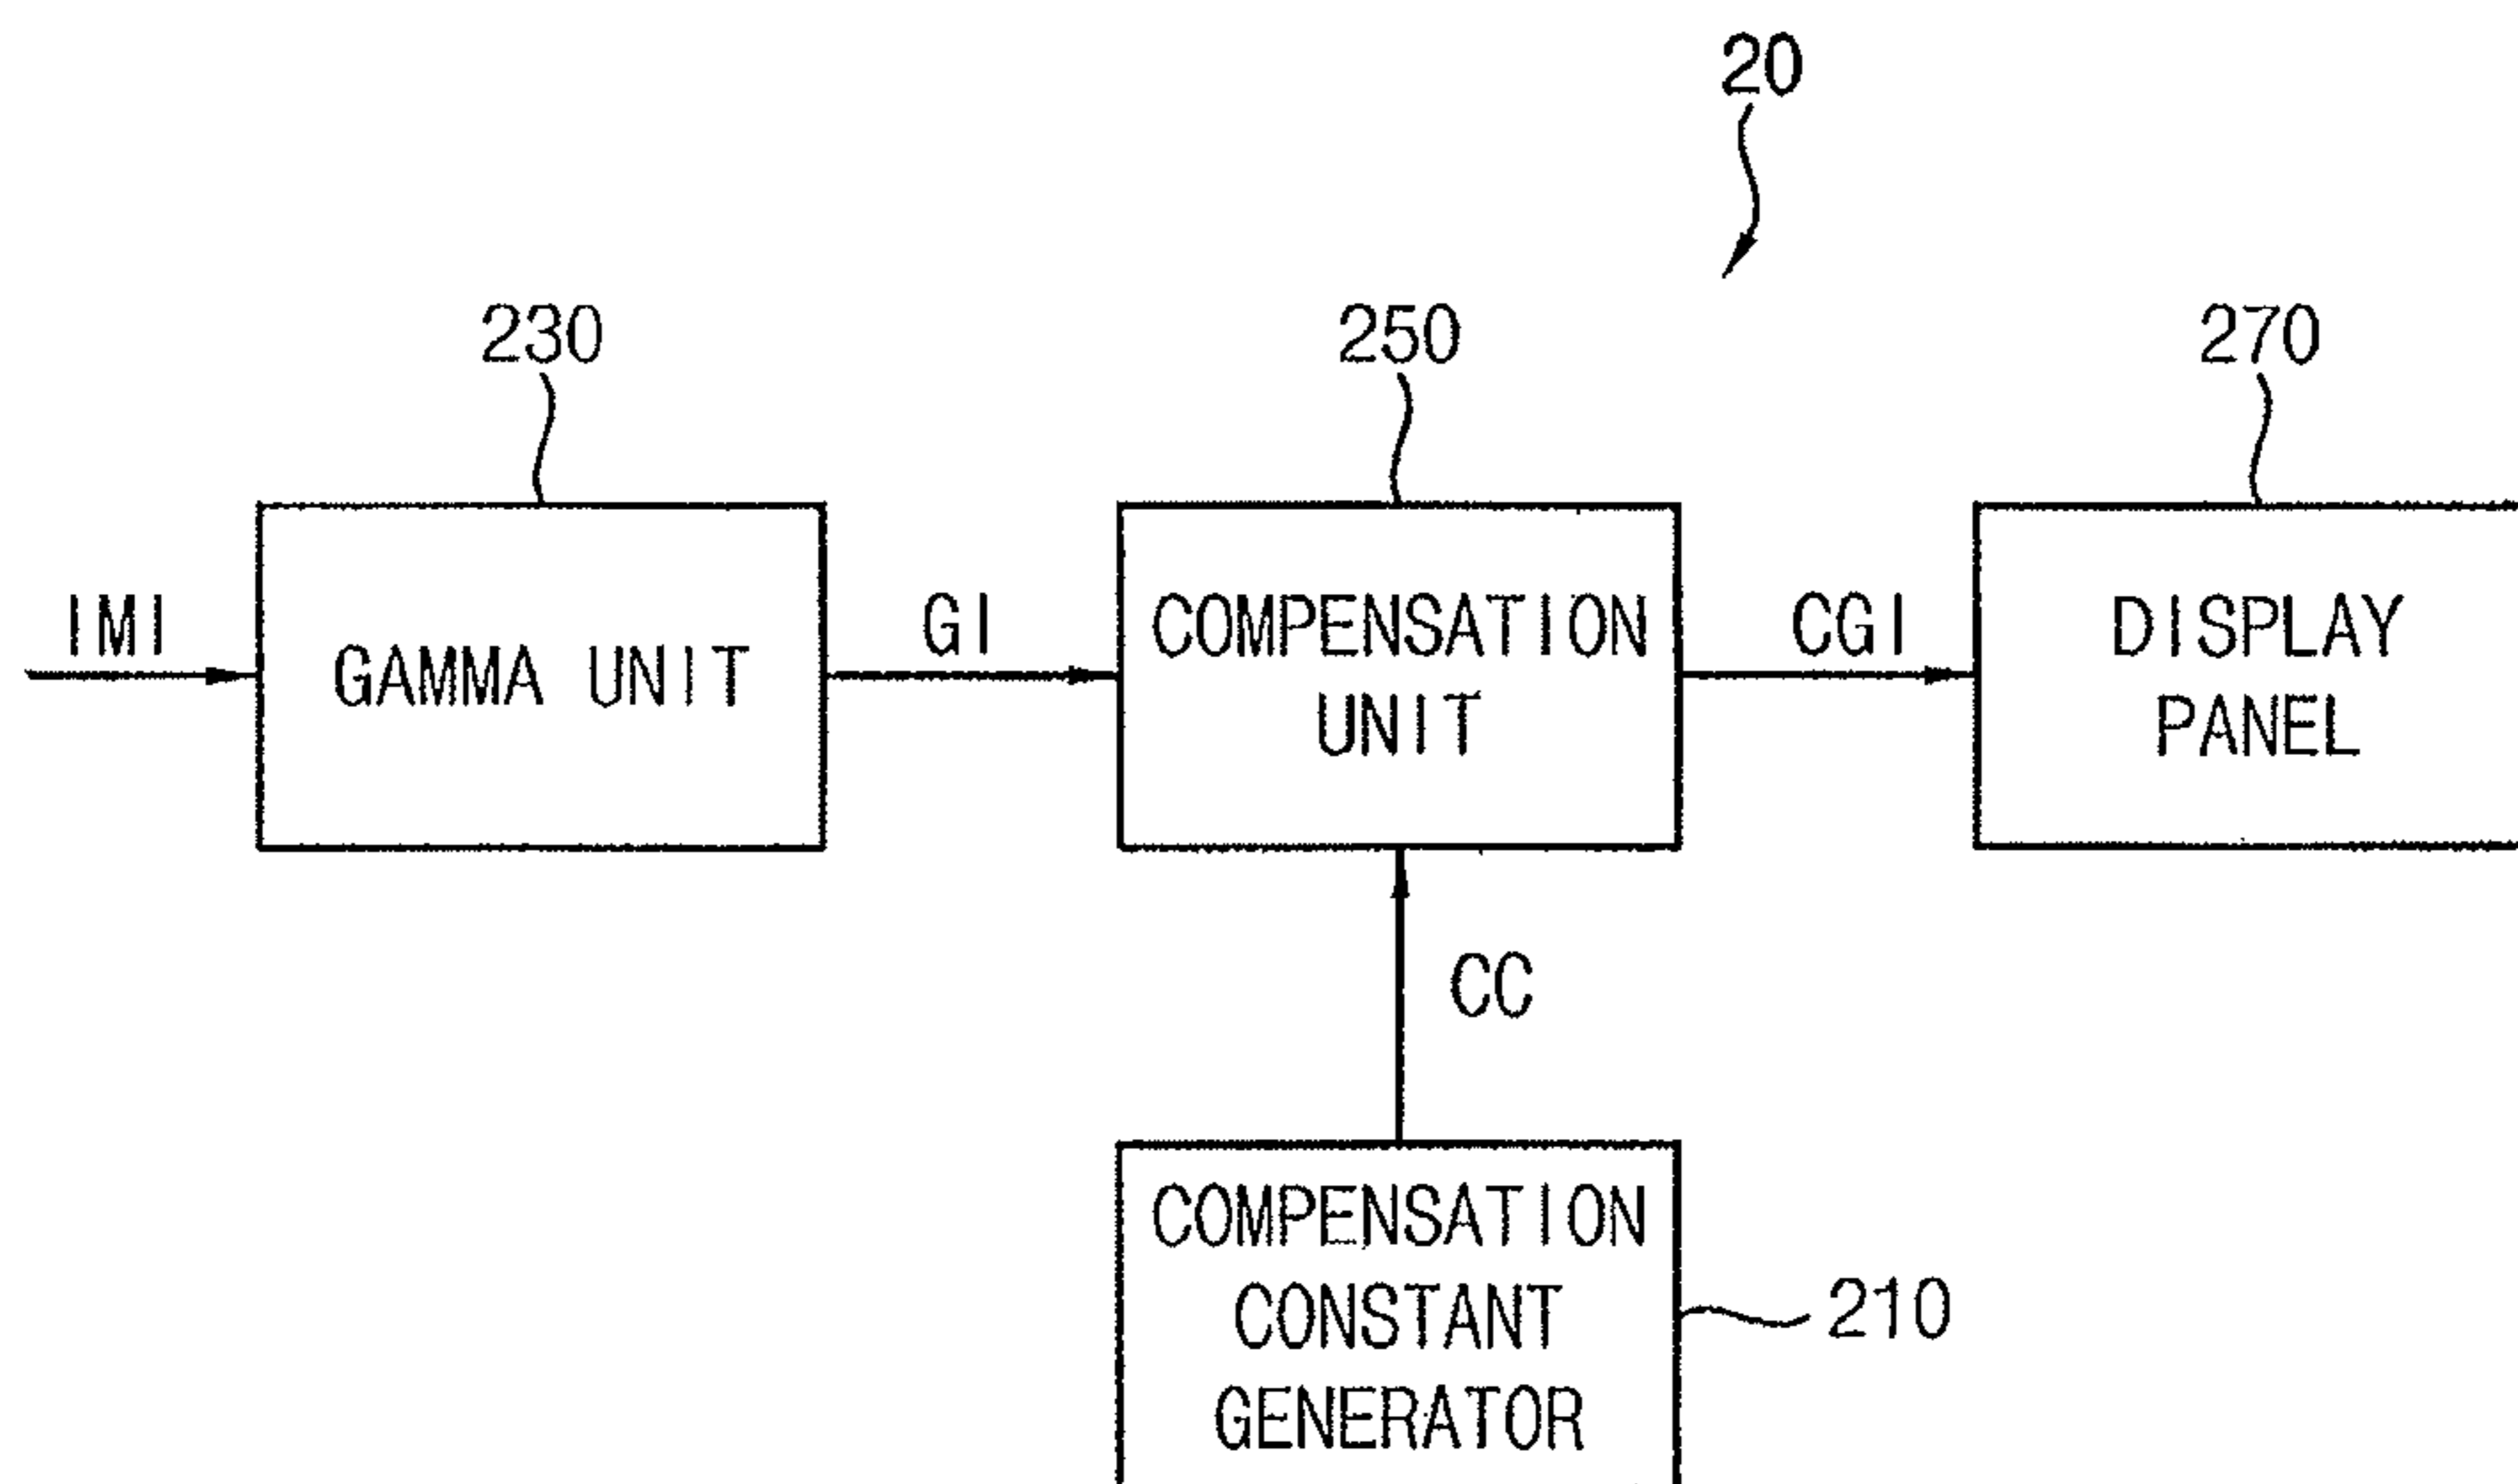 20
230
250
270
IMI
GAMMA UNIT
GI
COMPENSATION
UNIT
CGI
DISPLAY
PANEL
CC
COMPENSATION
CONSTANT
GENERATOR
210